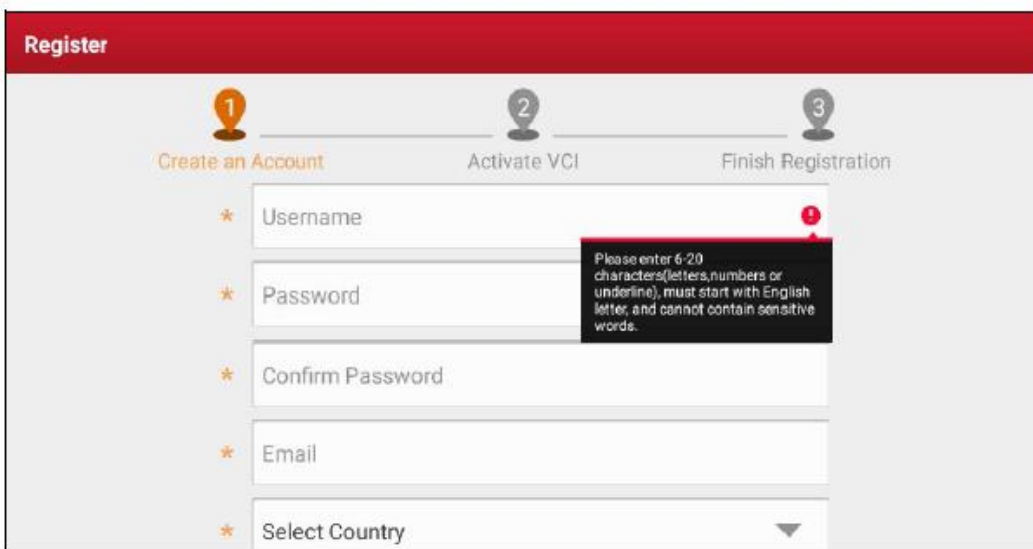 Register
1
2
3
Create an Account
Activate VCI
Finish Registration
* Username
!
Please enter 6-20
characters(letters,numbers or
underline), must start with English
letter, and cannot contain sensitive
words.
* Password
* Confirm Password
* Email
* Select Country